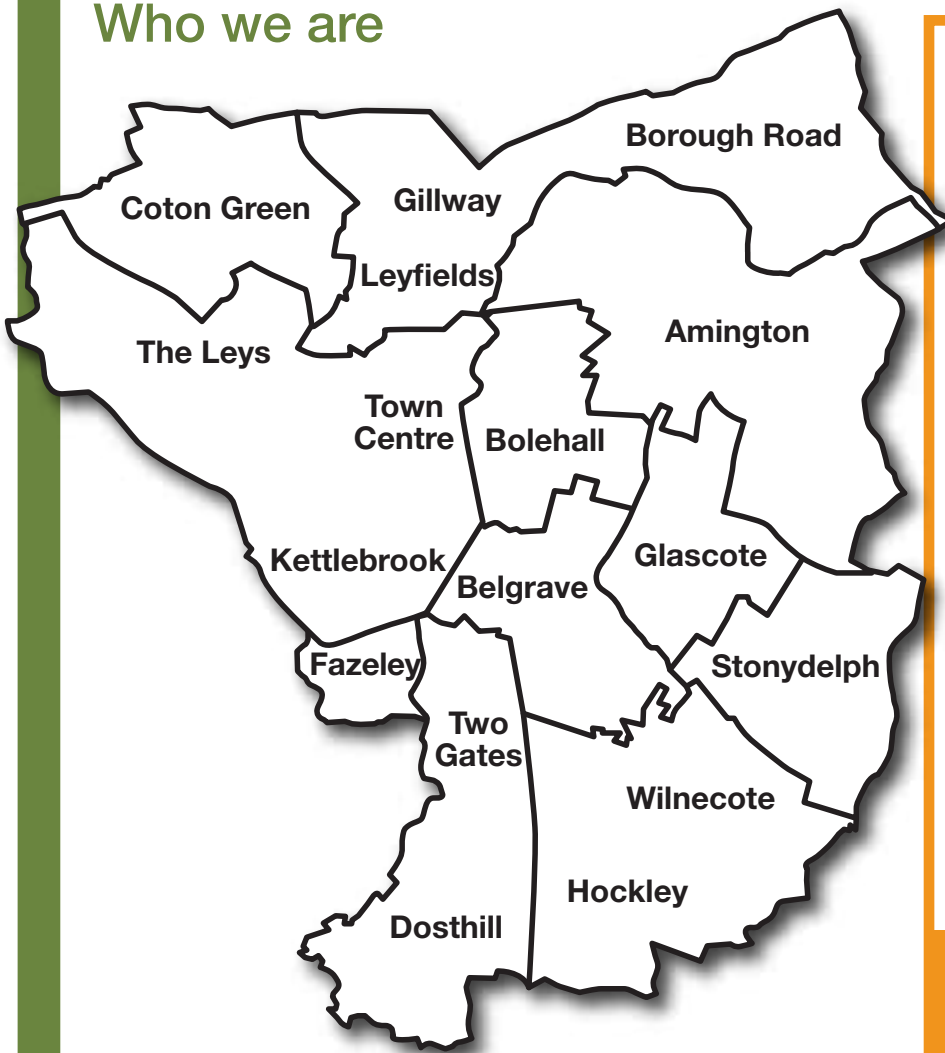 Who we are
Borough Road
Coton Green
Gillway
Leyfields
Amington
The Leys
Town
Centre
Bolehall
Glascote
Kettlebrook
Belgrave
Fazeley
Stonydelph
Two
Gates
Wilnecote
Hockley
Dosthill